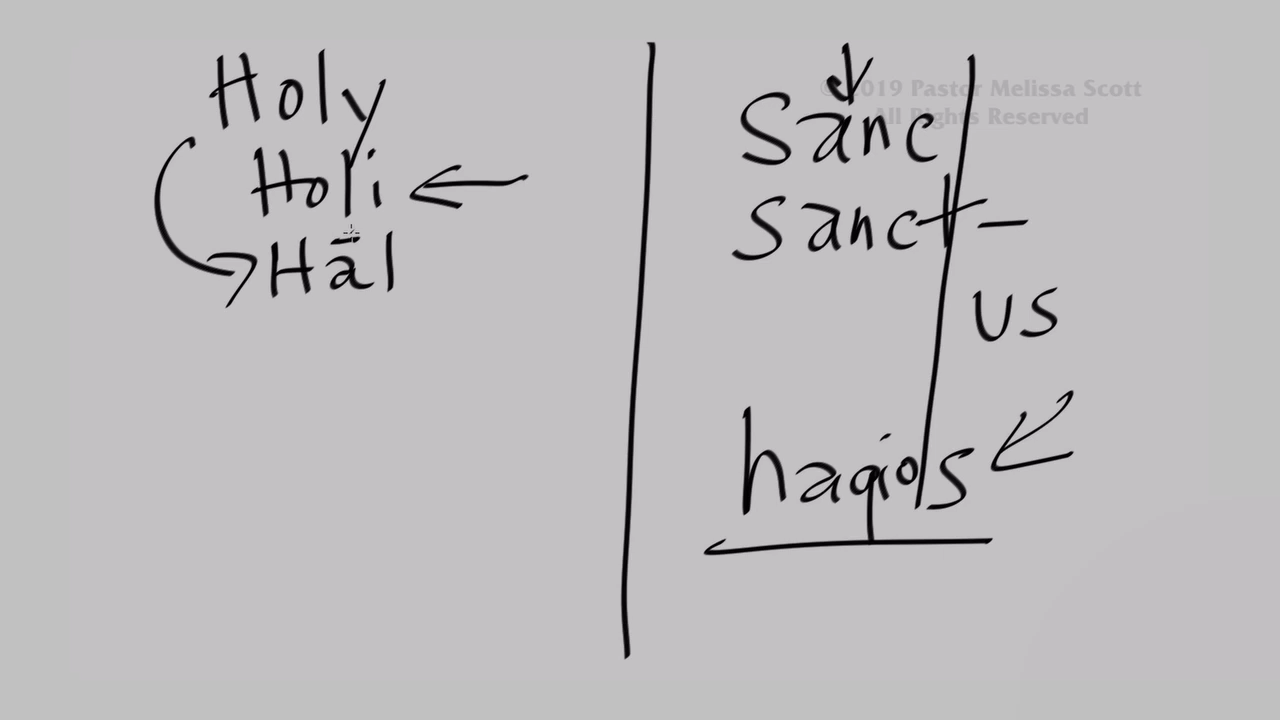 Holy
Holi
Hāl
Sanc
Sanct-
us
hagios
© 2019 Pastor Melissa Scott
All Rights Reserved